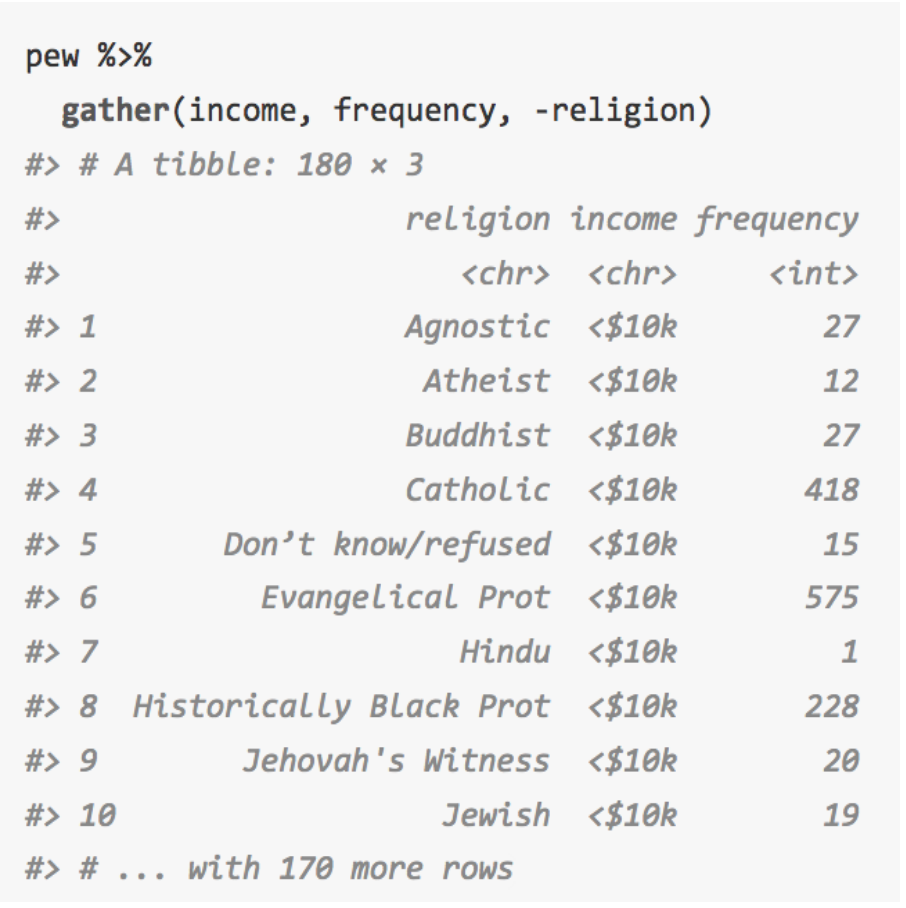 pew %>%
  gather(income, frequency, -religion)
#> # A tibble: 180 × 3
#>                   religion income frequency
#>                      <chr>  <chr>     <int>
#> 1                 Agnostic  <$10k        27
#> 2                  Atheist  <$10k        12
#> 3                 Buddhist  <$10k        27
#> 4                 Catholic  <$10k       418
#> 5       Don’t know/refused  <$10k        15
#> 6         Evangelical Prot  <$10k       575
#> 7                    Hindu  <$10k         1
#> 8  Historically Black Prot  <$10k       228
#> 9        Jehovah's Witness  <$10k        20
#> 10                  Jewish  <$10k        19
#> # ... with 170 more rows